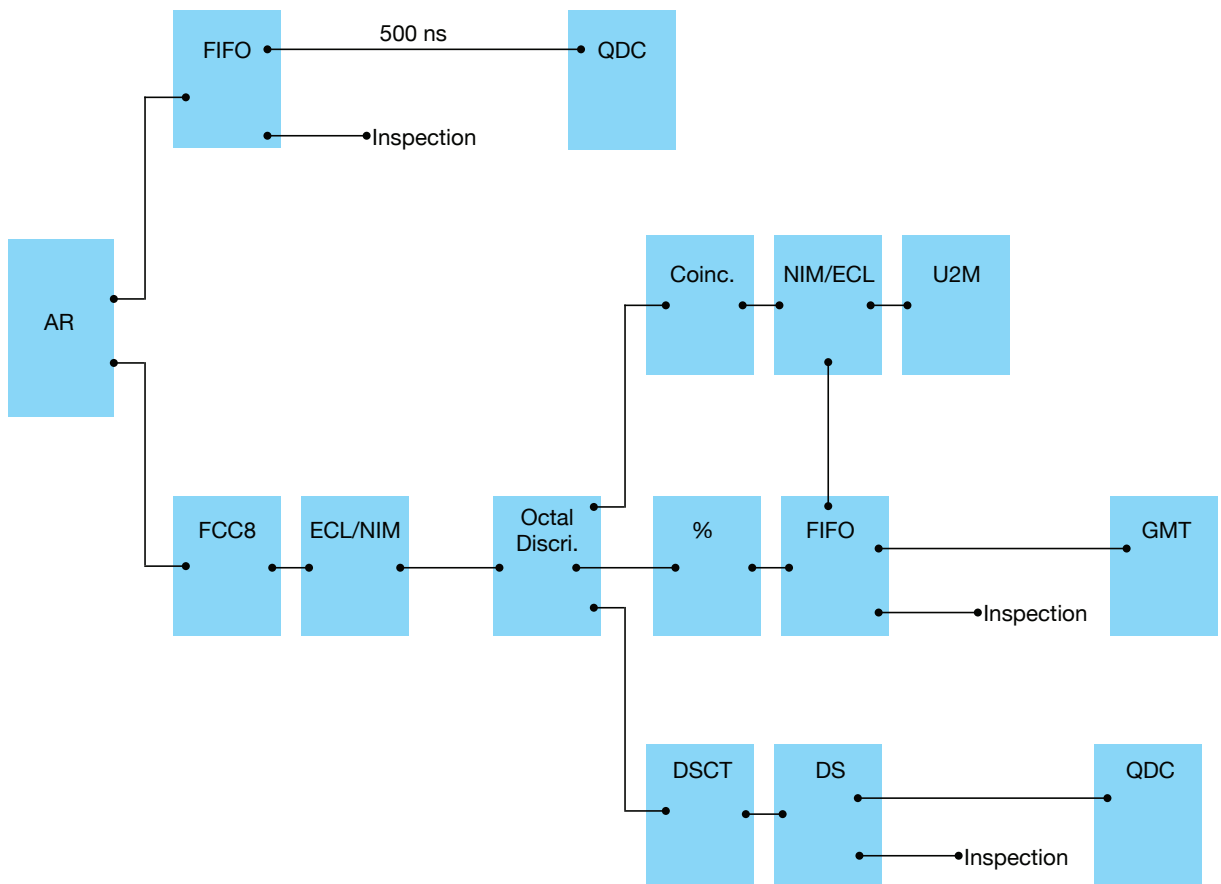 500 ns
FIFO
QDC
Inspection
AR
Coinc.
NIM/ECL
U2M
FCC8
ECL/NIM
Octal
Discri.
%
FIFO
GMT
Inspection
DSCT
DS
QDC
Inspection